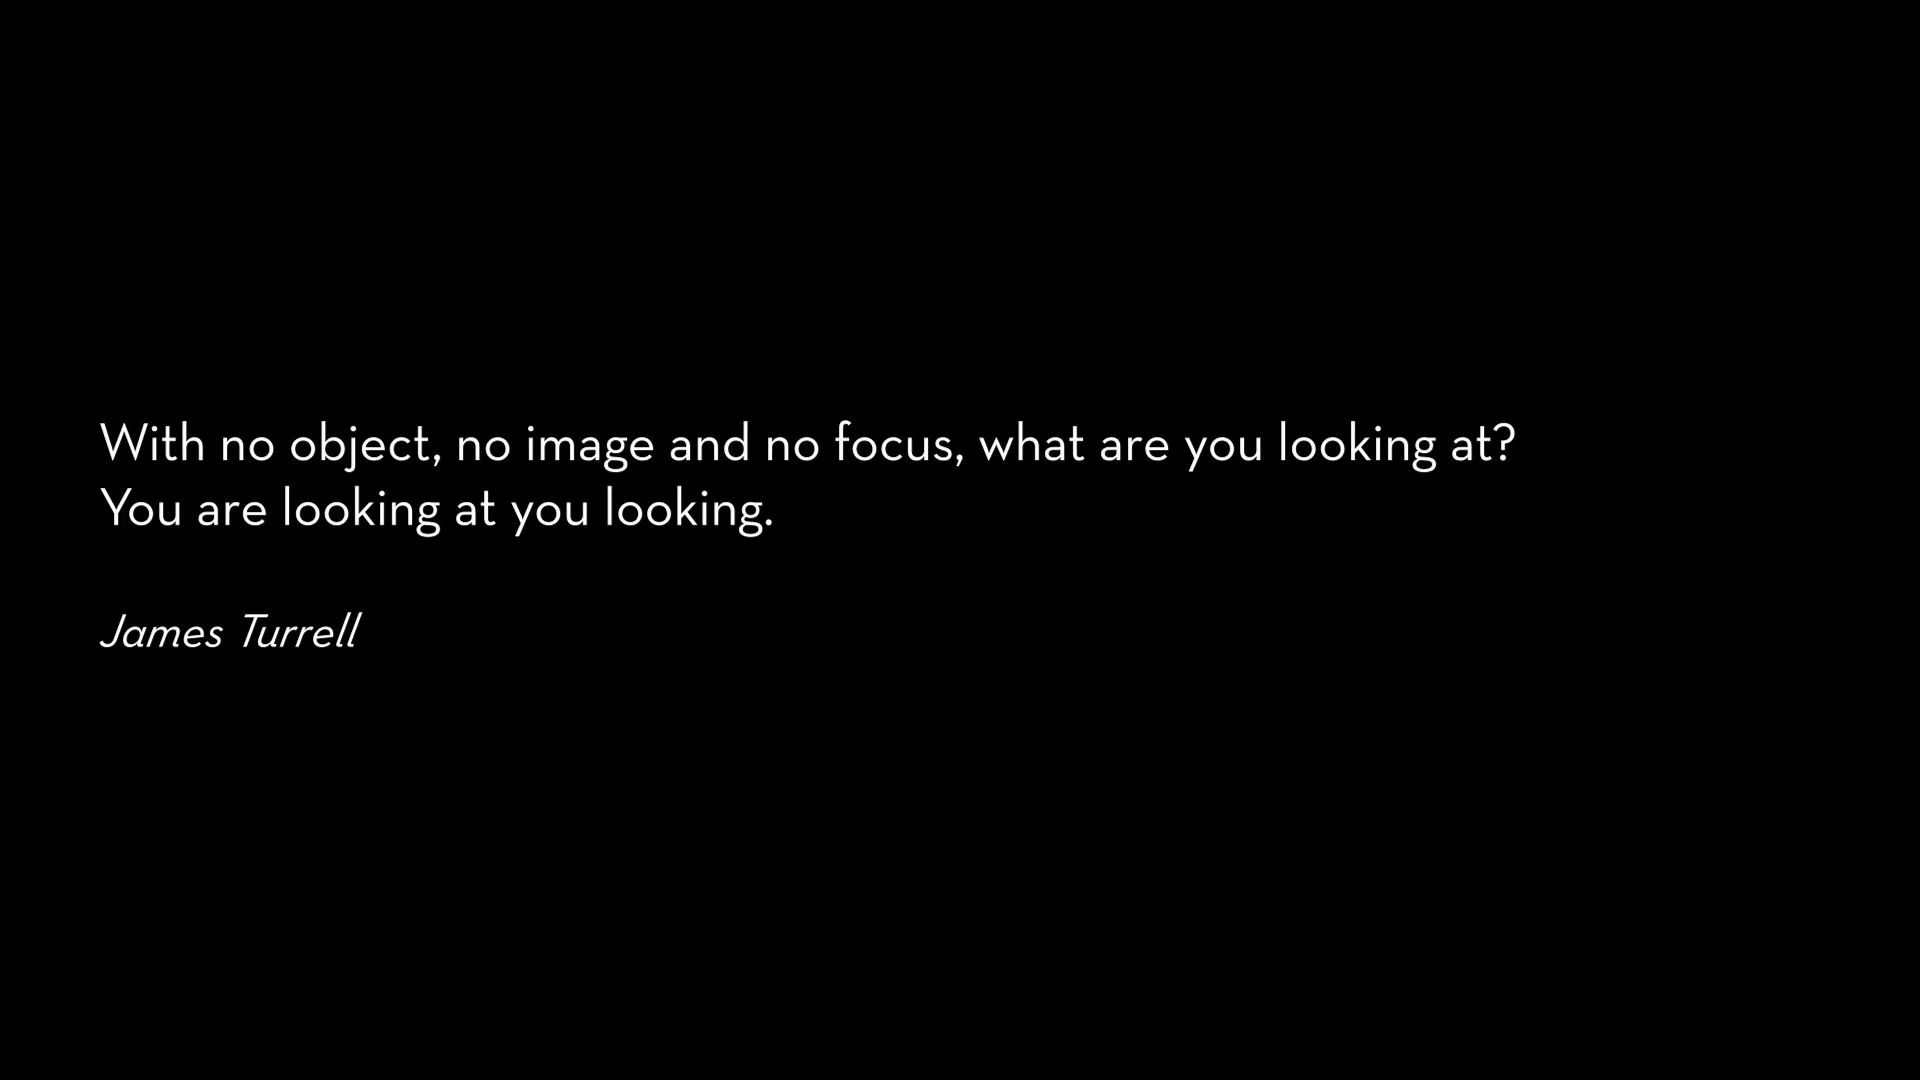 With no object, no image and no focus, what are you looking at?
You are looking at you looking.
James Turrell